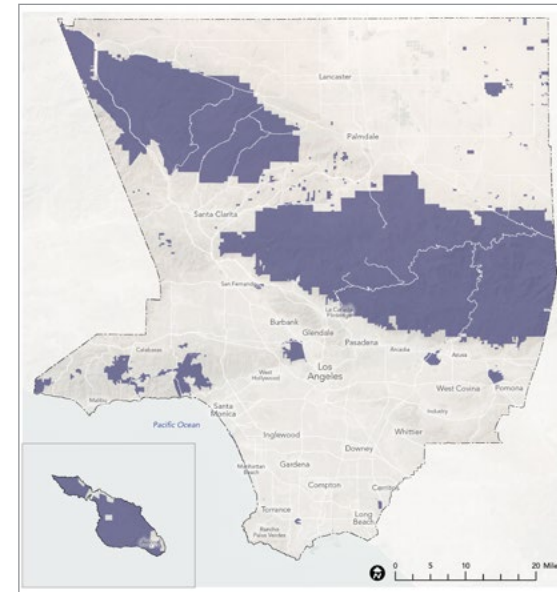 Lancaster
Palmdale
Santa Clarita
San Fernando
La Cañada
Flintridge
Burbank
Glendale
Pasadena
Arcadia
Azusa
Calabasas
West
Hollywood
Los
Angeles
West Covina
Pomona
Malibu
Santa
Monica
Industry
Pacific Ocean
Whittier
Inglewood
Downey
Manhattan
Beach
Gardena
Compton
Cerritos
Torrance
Long
Beach
Rancho
Palos Verdes
0 5 10 20 Miles